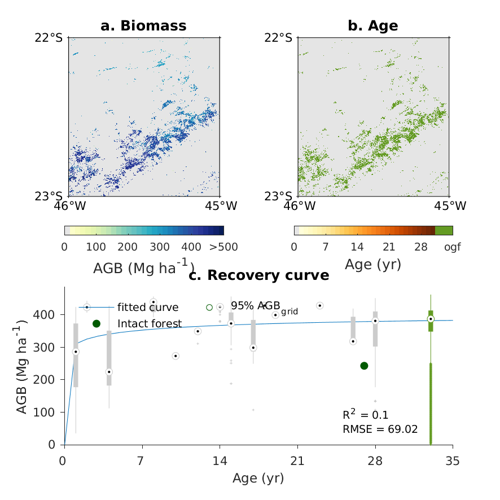 a. Biomass
b. Age
22°S
23°S
46°W
45°W
22°S
23°S
46°W
45°W
0 100 200 300 400 >500
AGB (Mg ha⁻¹)
0 7 14 21 28 ogf
Age (yr)
c. Recovery curve
fitted curve
Intact forest
95% AGB_grid
400
300
200
100
0
AGB (Mg ha⁻¹)
R² = 0.1
RMSE = 69.02
0 7 14 21 28 35
Age (yr)